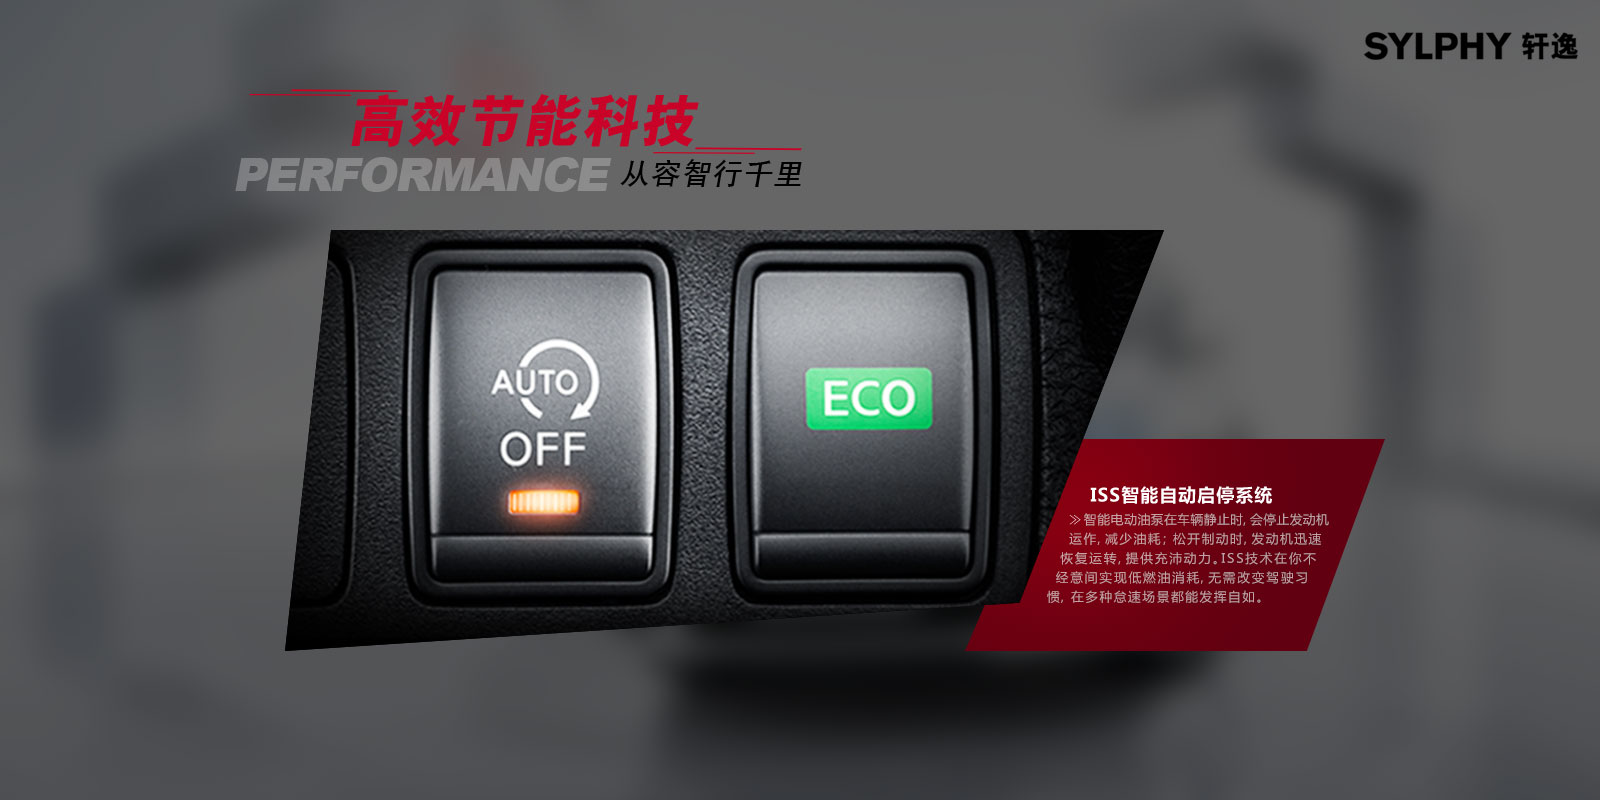 SYLPHY 轩逸
高效节能科技
PERFORMANCE 从容智行千里
AUTO
OFF
ECO
ISS智能自动启停系统
≫智能电动油泵在车辆静止时, 会停止发动机
运作, 减少油耗; 松开制动时, 发动机迅速
恢复运转, 提供充沛动力。ISS技术在你不
经意间实现低燃油消耗, 无需改变驾驶习
惯, 在多种怠速场景都能发挥自如。